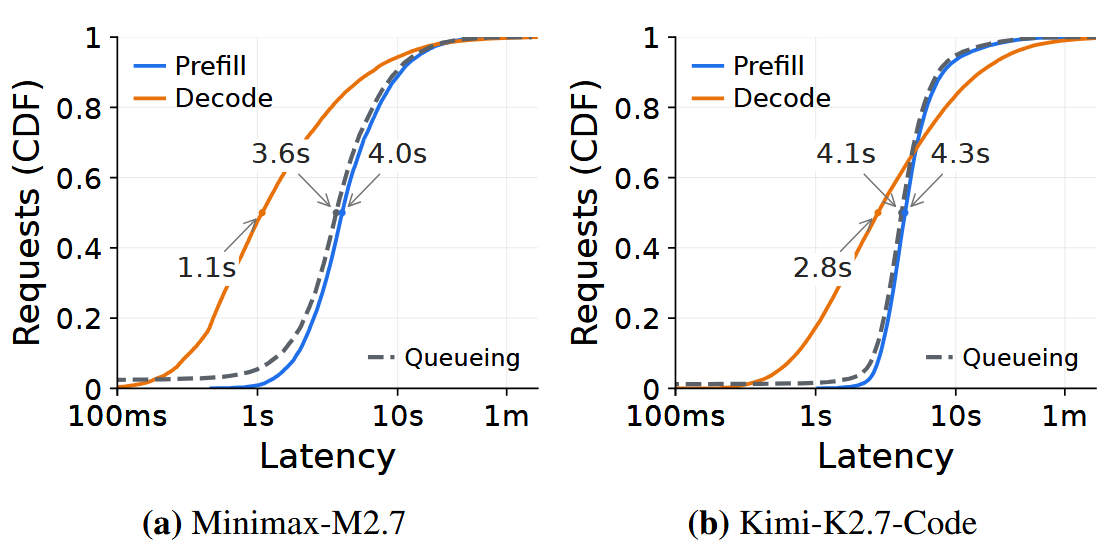 Requests (CDF)
1
0.8
0.6
0.4
0.2
0
Prefill
Decode
3.6s
4.0s
1.1s
Queueing
100ms
1s
10s
1m
Latency
(a) Minimax-M2.7
Requests (CDF)
1
0.8
0.6
0.4
0.2
0
Prefill
Decode
4.1s
4.3s
2.8s
Queueing
100ms
1s
10s
1m
Latency
(b) Kimi-K2.7-Code